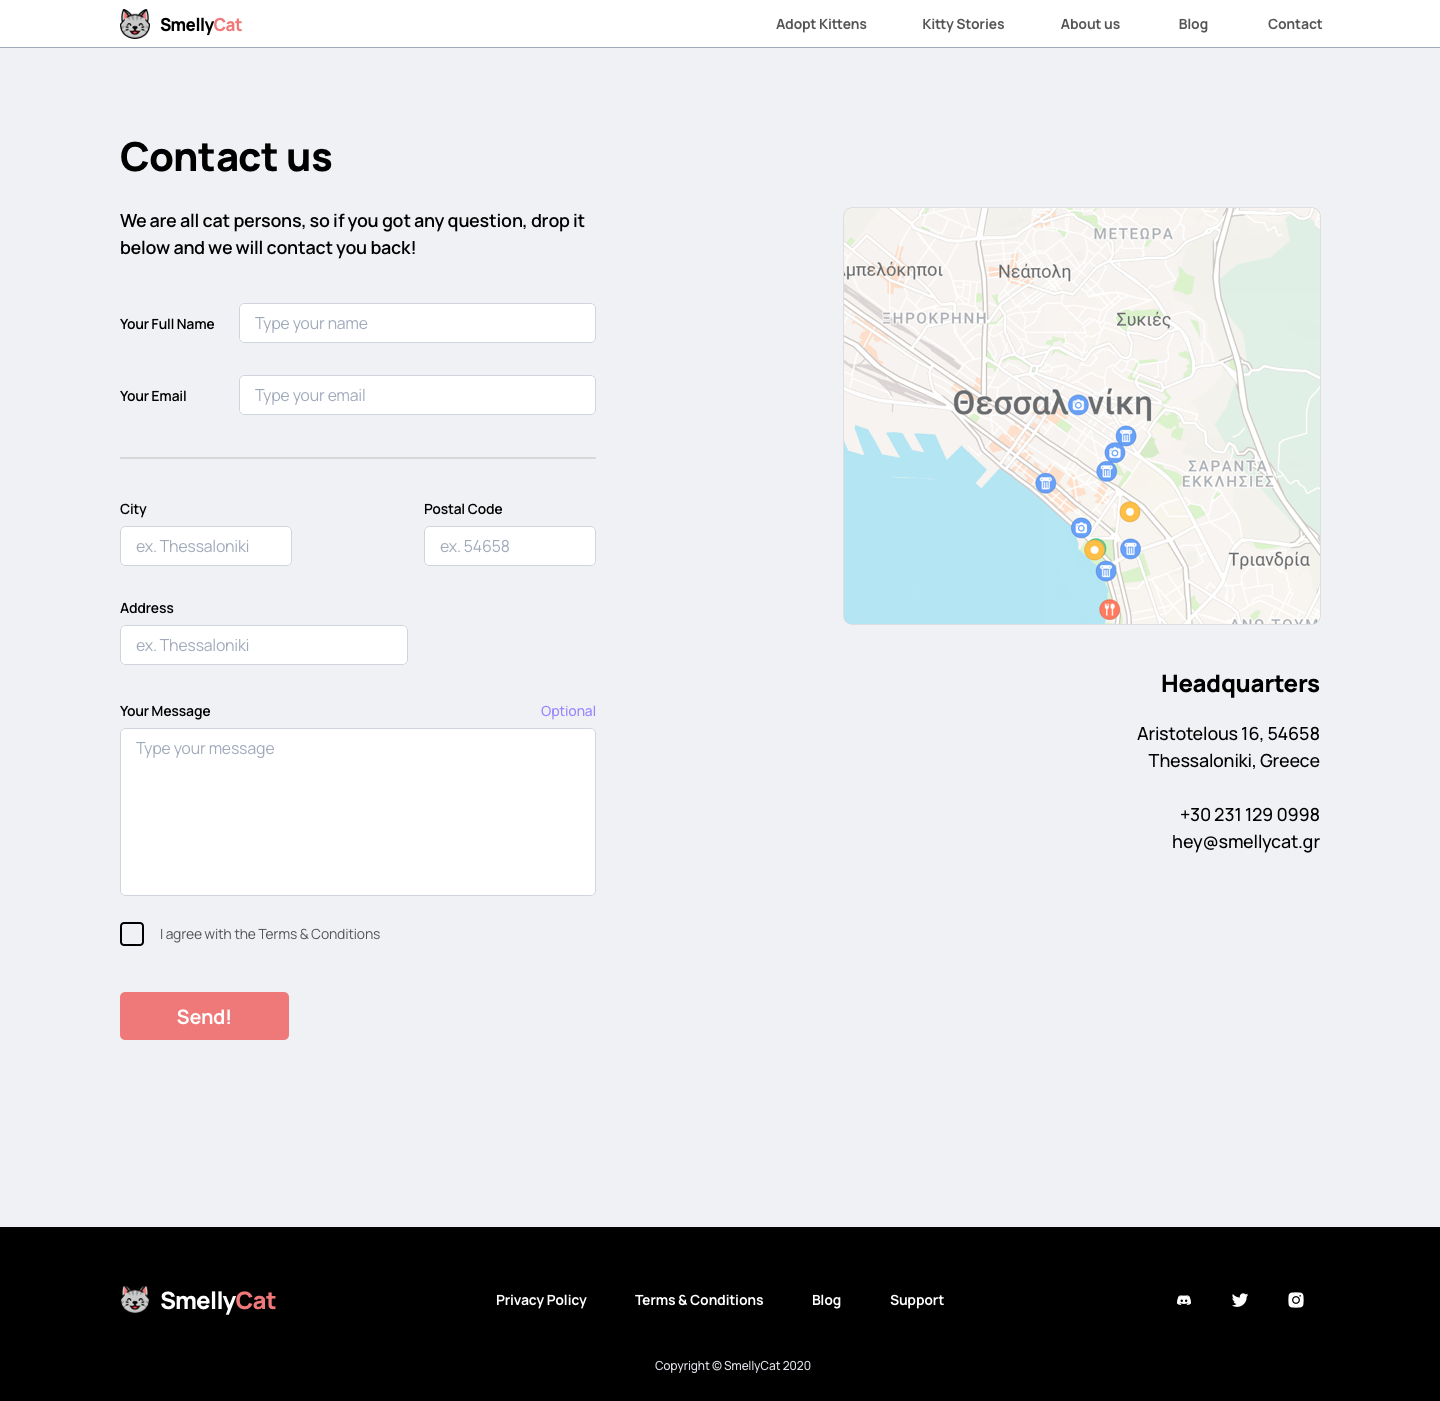 SmellyCat
Adopt Kittens
Kitty Stories
About us
Blog
Contact
Contact us
We are all cat persons, so if you got any question, drop it
below and we will contact you back!
Your Full Name
Type your name
Your Email
Type your email
City
Postal Code
ex. Thessaloniki
ex. 54658
Address
ex. Thessaloniki
Your Message
Optional
Type your message
I agree with the Terms & Conditions
Send!
ΜΕΤΕΩΡΑ
μπελόκηποι
Νεάπολη
ΞΗΡΟΚΡΗΝΗ
Συκιές
Θεσσαλονίκη
ΣΑΡΑΝΤΑ
ΕΚΚΛΗΣΙΕΣ
Τριανδρία
ΑΝΩ ΤΟΥΜ
Headquarters
Aristotelous 16, 54658
Thessaloniki, Greece
+30 231 129 0998
hey@smellycat.gr
SmellyCat
Privacy Policy
Terms & Conditions
Blog
Support
Copyright © SmellyCat 2020